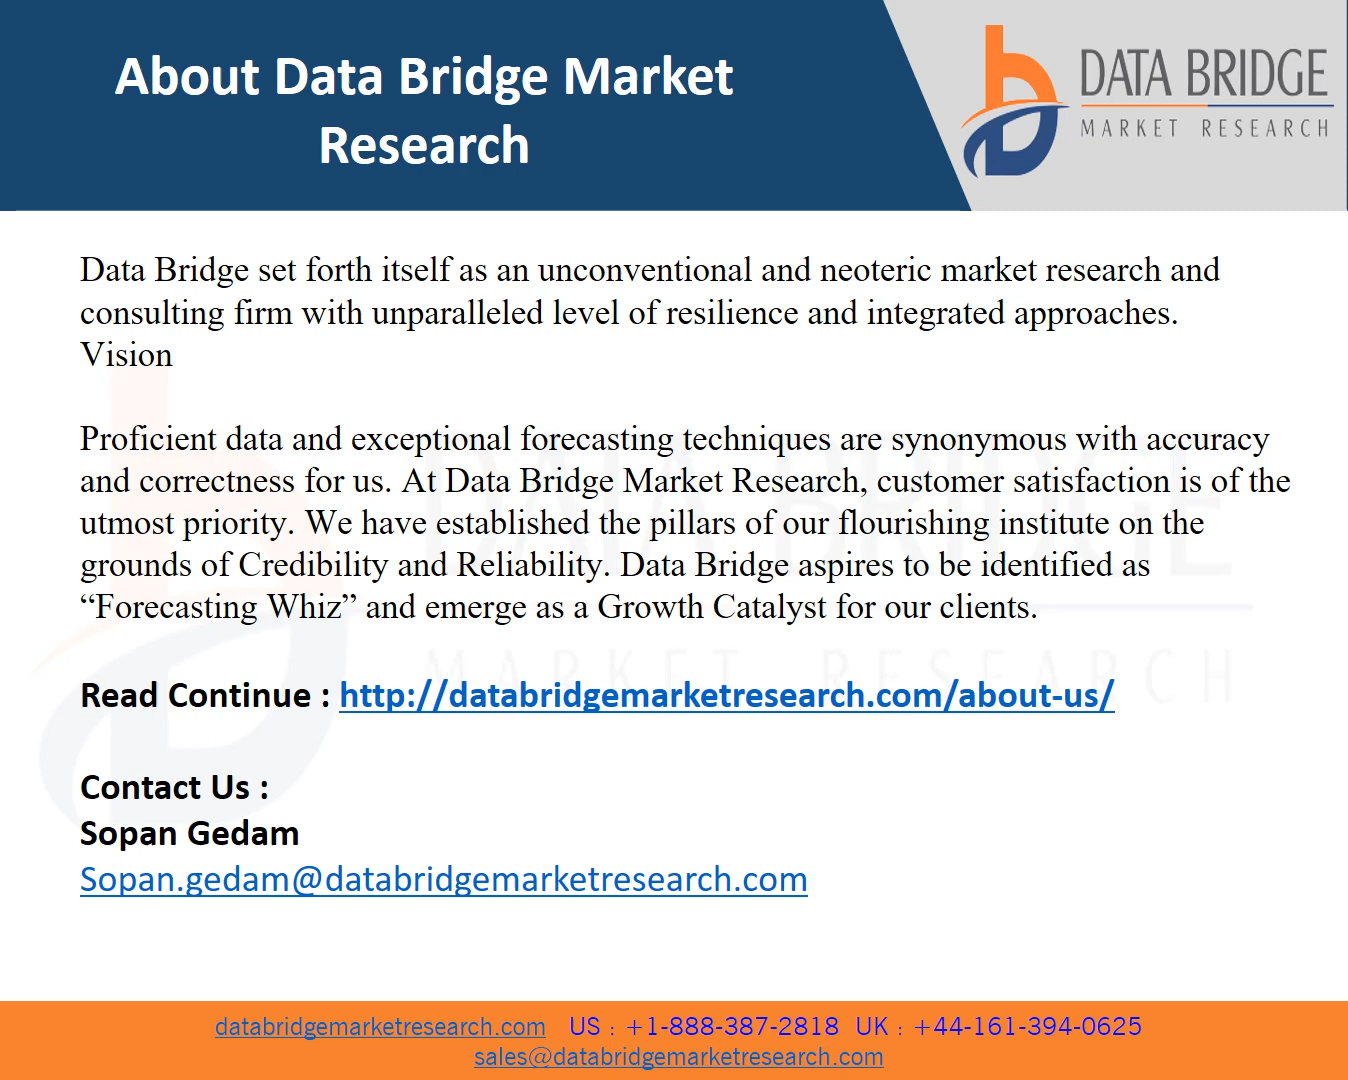 About Data Bridge Market
Research
DATA BRIDGE
MARKET RESEARCH
Data Bridge set forth itself as an unconventional and neoteric market research and
consulting firm with unparalleled level of resilience and integrated approaches.
Vision
Proficient data and exceptional forecasting techniques are synonymous with accuracy
and correctness for us. At Data Bridge Market Research, customer satisfaction is of the
utmost priority. We have established the pillars of our flourishing institute on the
grounds of Credibility and Reliability. Data Bridge aspires to be identified as
“Forecasting Whiz” and emerge as a Growth Catalyst for our clients.
DATA BRIDGE
MARKET RESEARCH
Read Continue : http://databridgemarketresearch.com/about-us/
Contact Us :
Sopan Gedam
Sopan.gedam@databridgemarketresearch.com
databridgemarketresearch.com US : +1-888-387-2818 UK : +44-161-394-0625
sales@databridgemarketresearch.com